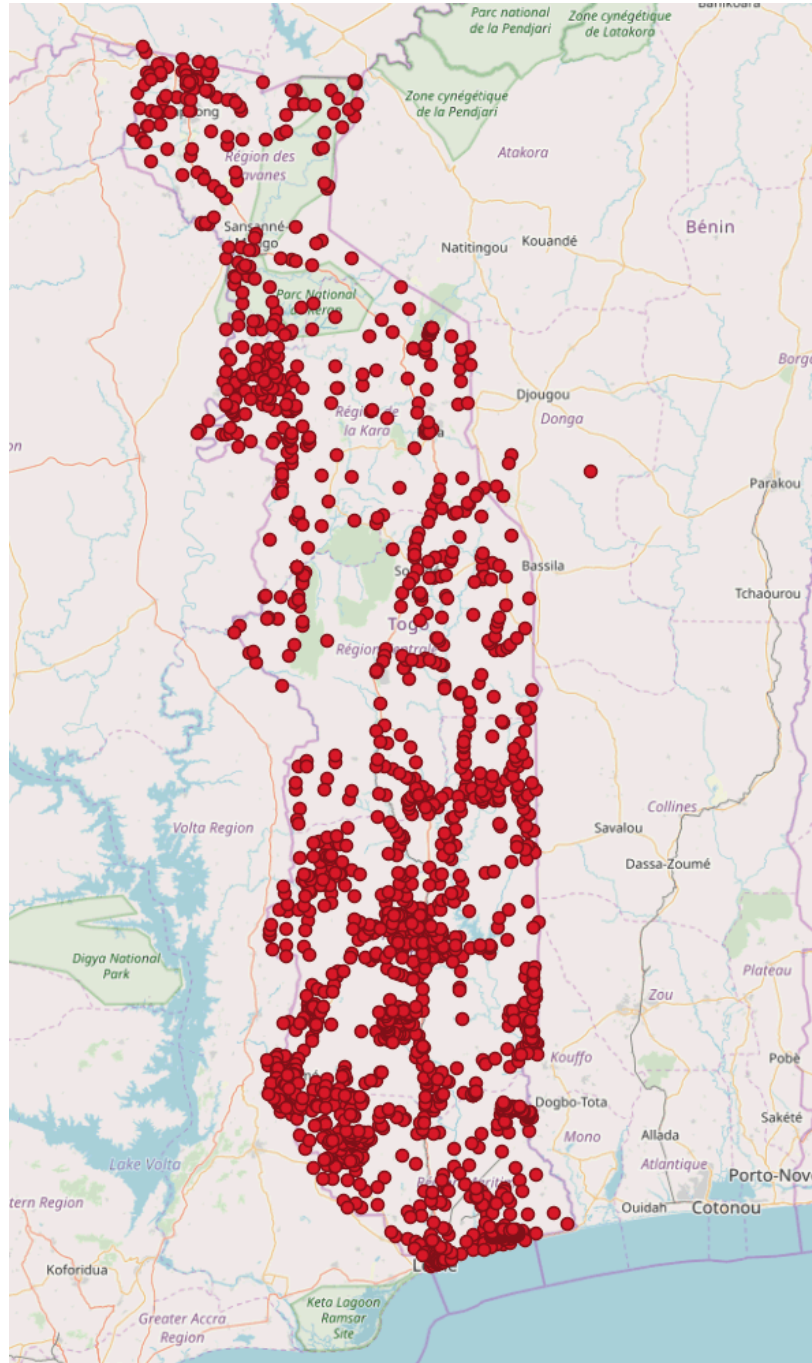 Banikoara
Parc national
de la Pendjari
Zone cynégétique
de Latakora
Zone cynégétique
de la Pendjari
Atakora
Région des
Sansanné-
Natitingou
Kouandé
Bénin
Parc National
Djougou
Donga
Région de
la Kara
Parakou
Bassila
Tchaourou
Togo
Volta Region
Collines
Savalou
Dassa-Zoumé
Digya National
Park
Plateau
Zou
Kouffo
Pobè
Dogbo-Tota
Mono
Allada
Sakété
Lake Volta
Atlantique
Porto-Novo
Ouidah
Cotonou
Koforidua
Keta Lagoon
Ramsar
Site
Greater Accra
Region